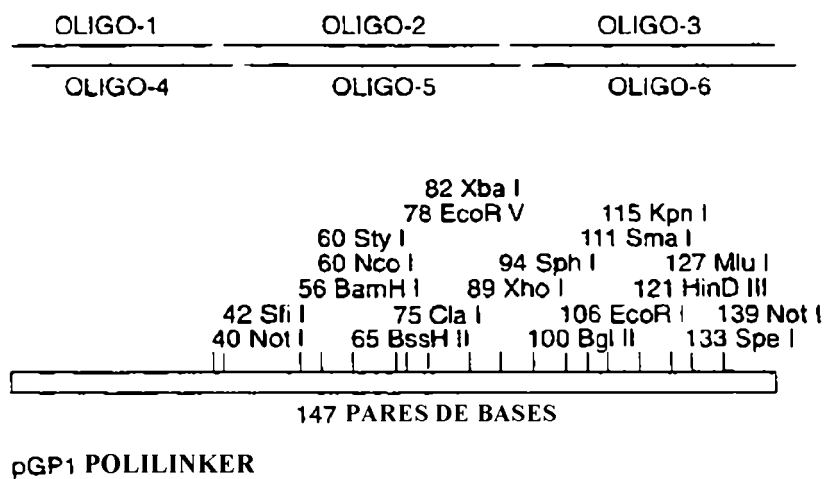 OLIGO-1 OLIGO-2 OLIGO-3
OLIGO-4 OLIGO-5 OLIGO-6
82 Xba I
78 EcoR V 115 Kpn I
60 Sty I 111 Sma I
60 Nco I 94 Sph I 127 Mlu I
56 BamH I 89 Xho I 121 HinD III
42 Sfi I 75 Cla I 106 EcoR I 139 Not I
40 Not I 65 BssH II 100 Bgl II 133 Spe I
147 PARES DE BASES
pGP1 POLILINKER